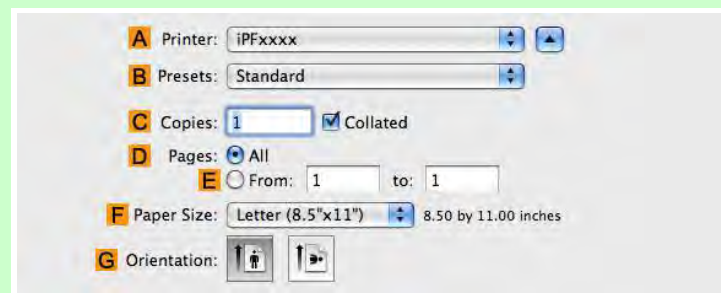 A Printer: iPFxxxx
B Presets: Standard
C Copies: 1 Collated
D Pages: All
E From: 1 to: 1
F Paper Size: Letter (8.5"x11") 8.50 by 11.00 inches
G Orientation: